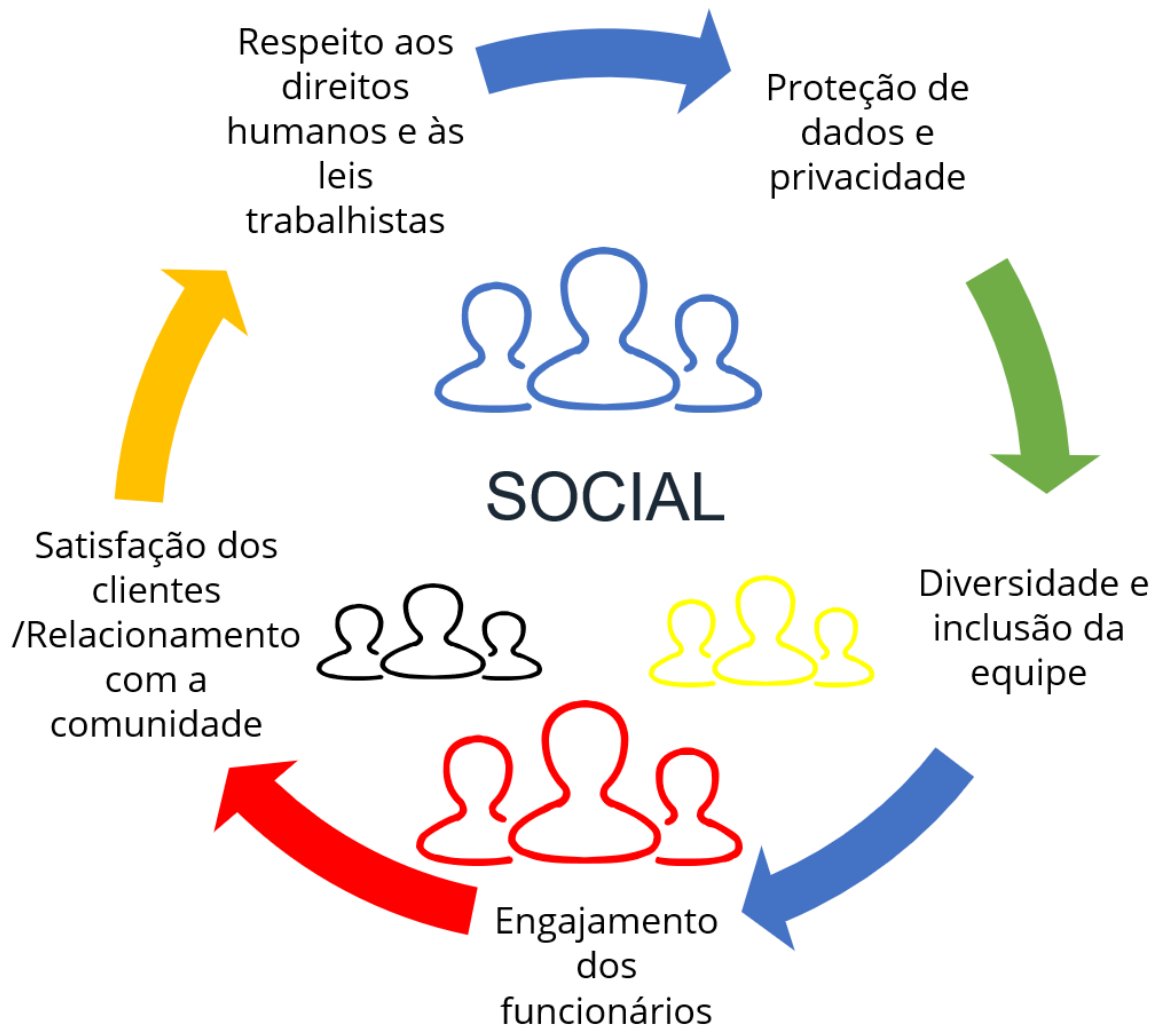 Respeito aos
direitos
humanos e às
leis
trabalhistas
Proteção de
dados e
privacidade
SOCIAL
Diversidade e
inclusão da
equipe
Engajamento
dos
funcionários
Satisfação dos
clientes
/Relacionamento
com a
comunidade